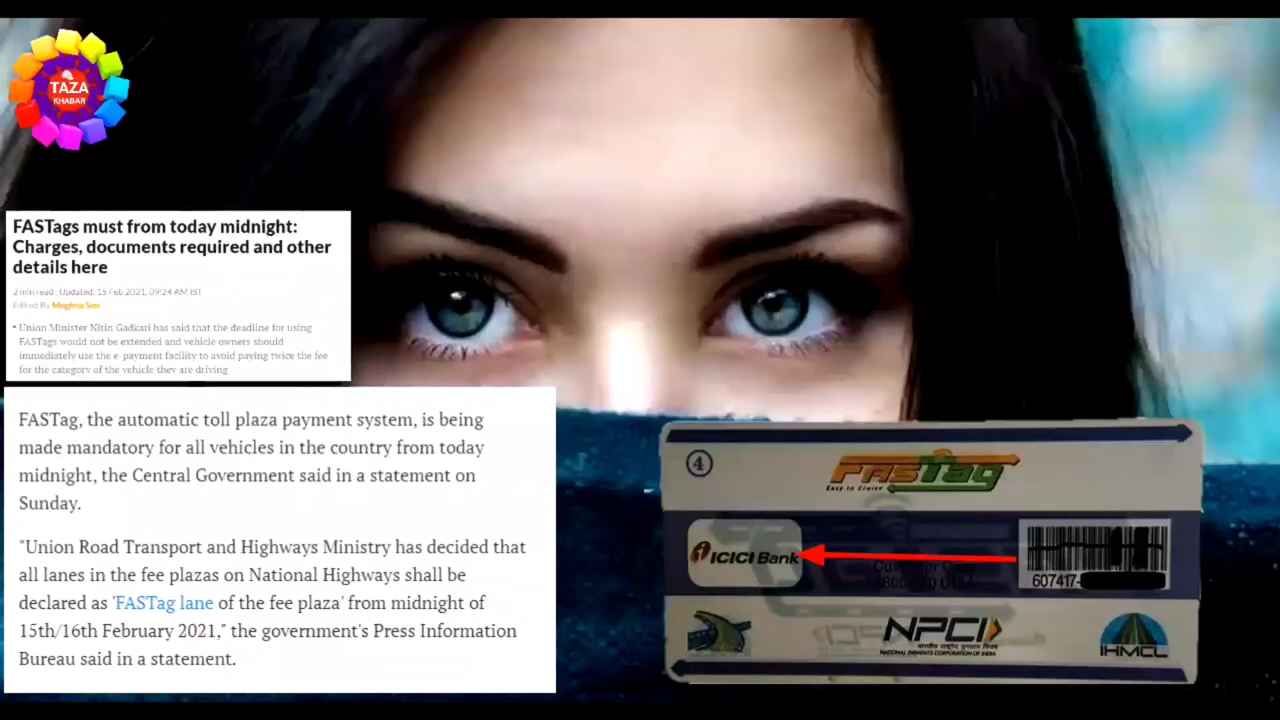 TAZA
KHABAR
FASTags must from today midnight:
Charges, documents required and other
details here
2 min read . Updated: 15 Feb 2021, 09:24 AM IST
Edited By Meghna Sen
• Union Minister Nitin Gadkari has said that the deadline for using
FASTags would not be extended and vehicle owners should
immediately use the e-payment facility to avoid paying twice the fee
for the category of the vehicle they are driving
FASTag, the automatic toll plaza payment system, is being
made mandatory for all vehicles in the country from today
midnight, the Central Government said in a statement on
Sunday.
"Union Road Transport and Highways Ministry has decided that
all lanes in the fee plazas on National Highways shall be
declared as 'FASTag lane of the fee plaza' from midnight of
15th/16th February 2021," the government's Press Information
Bureau said in a statement.
4
FASTag
Easy to Cruise
ICICI Bank
607417-
NPCI
भारतीय राष्ट्रीय भुगतान निगम
NATIONAL PAYMENTS CORPORATION OF INDIA
IHMCL